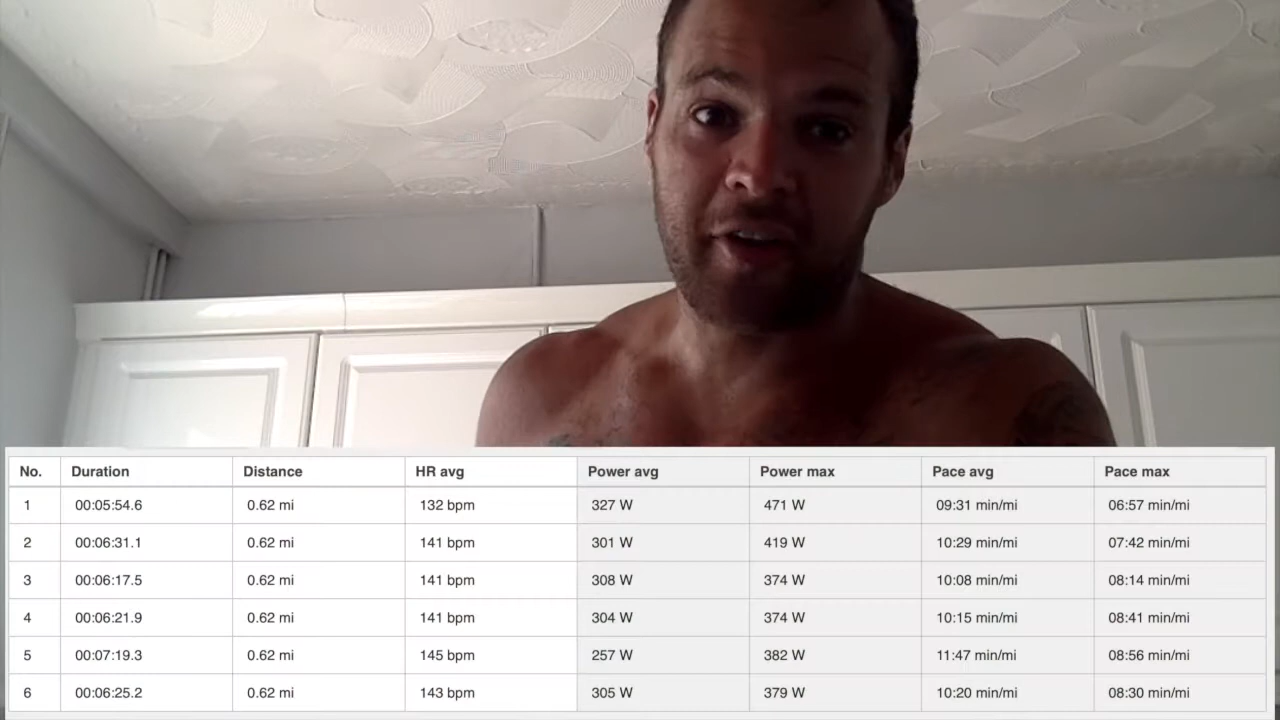 No. Duration Distance HR avg Power avg Power max Pace avg Pace max
1 00:05:54.6 0.62 mi 132 bpm 327 W 471 W 09:31 min/mi 06:57 min/mi
2 00:06:31.1 0.62 mi 141 bpm 301 W 419 W 10:29 min/mi 07:42 min/mi
3 00:06:17.5 0.62 mi 141 bpm 308 W 374 W 10:08 min/mi 08:14 min/mi
4 00:06:21.9 0.62 mi 141 bpm 304 W 374 W 10:15 min/mi 08:41 min/mi
5 00:07:19.3 0.62 mi 145 bpm 257 W 382 W 11:47 min/mi 08:56 min/mi
6 00:06:25.2 0.62 mi 143 bpm 305 W 379 W 10:20 min/mi 08:30 min/mi